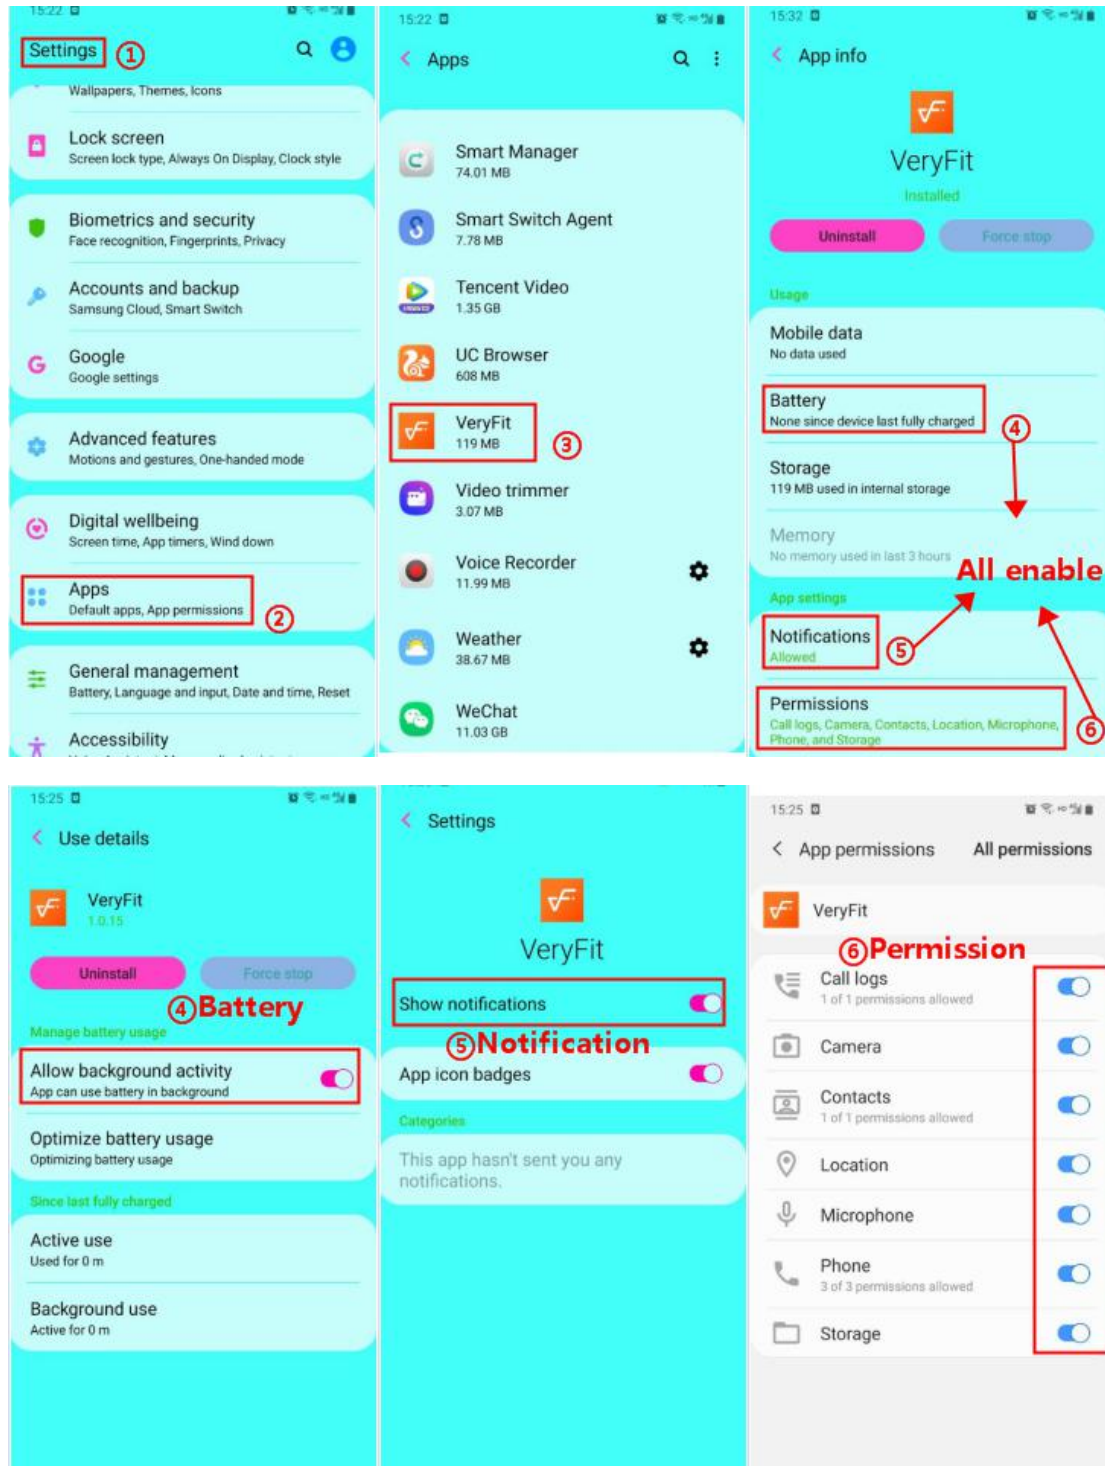 15:22
Settings ①
Wallpapers, Themes, Icons
Lock screen
Screen lock type, Always On Display, Clock style
Biometrics and security
Face recognition, Fingerprints, Privacy
Accounts and backup
Samsung Cloud, Smart Switch
G Google
Google settings
Advanced features
Motions and gestures, One-handed mode
Digital wellbeing
Screen time, App timers, Wind down
Apps
Default apps, App permissions
②
General management
Battery, Language and input, Date and time, Reset
Accessibility
15:22
Apps
Smart Manager
74.01 MB
Smart Switch Agent
7.78 MB
Tencent Video
1.35 GB
UC Browser
608 MB
VeryFit
119 MB
③
Video trimmer
3.07 MB
Voice Recorder
11.99 MB
Weather
38.67 MB
WeChat
11.03 GB
15:32
App info
VeryFit
Installed
Uninstall
Force stop
Usage
Mobile data
No data used
Battery
None since device last fully charged
④
Storage
119 MB used in internal storage
Memory
No memory used in last 3 hours
All enable
App settings
Notifications
Allowed
⑤
Permissions
Call logs, Camera, Contacts, Location, Microphone,
Phone, and Storage
⑥
15:25
Use details
VeryFit
1.0.15
Uninstall
Force stop
④Battery
Manage battery usage
Allow background activity
App can use battery in background
Optimize battery usage
Optimizing battery usage
Since last fully charged
Active use
Used for 0 m
Background use
Active for 0 m
Settings
VeryFit
Show notifications
⑤Notification
App icon badges
Categories
This app hasn't sent you any
notifications.
15:25
App permissions
All permissions
VeryFit
⑥Permission
Call logs
1 of 1 permissions allowed
Camera
Contacts
1 of 1 permissions allowed
Location
Microphone
Phone
3 of 3 permissions allowed
Storage